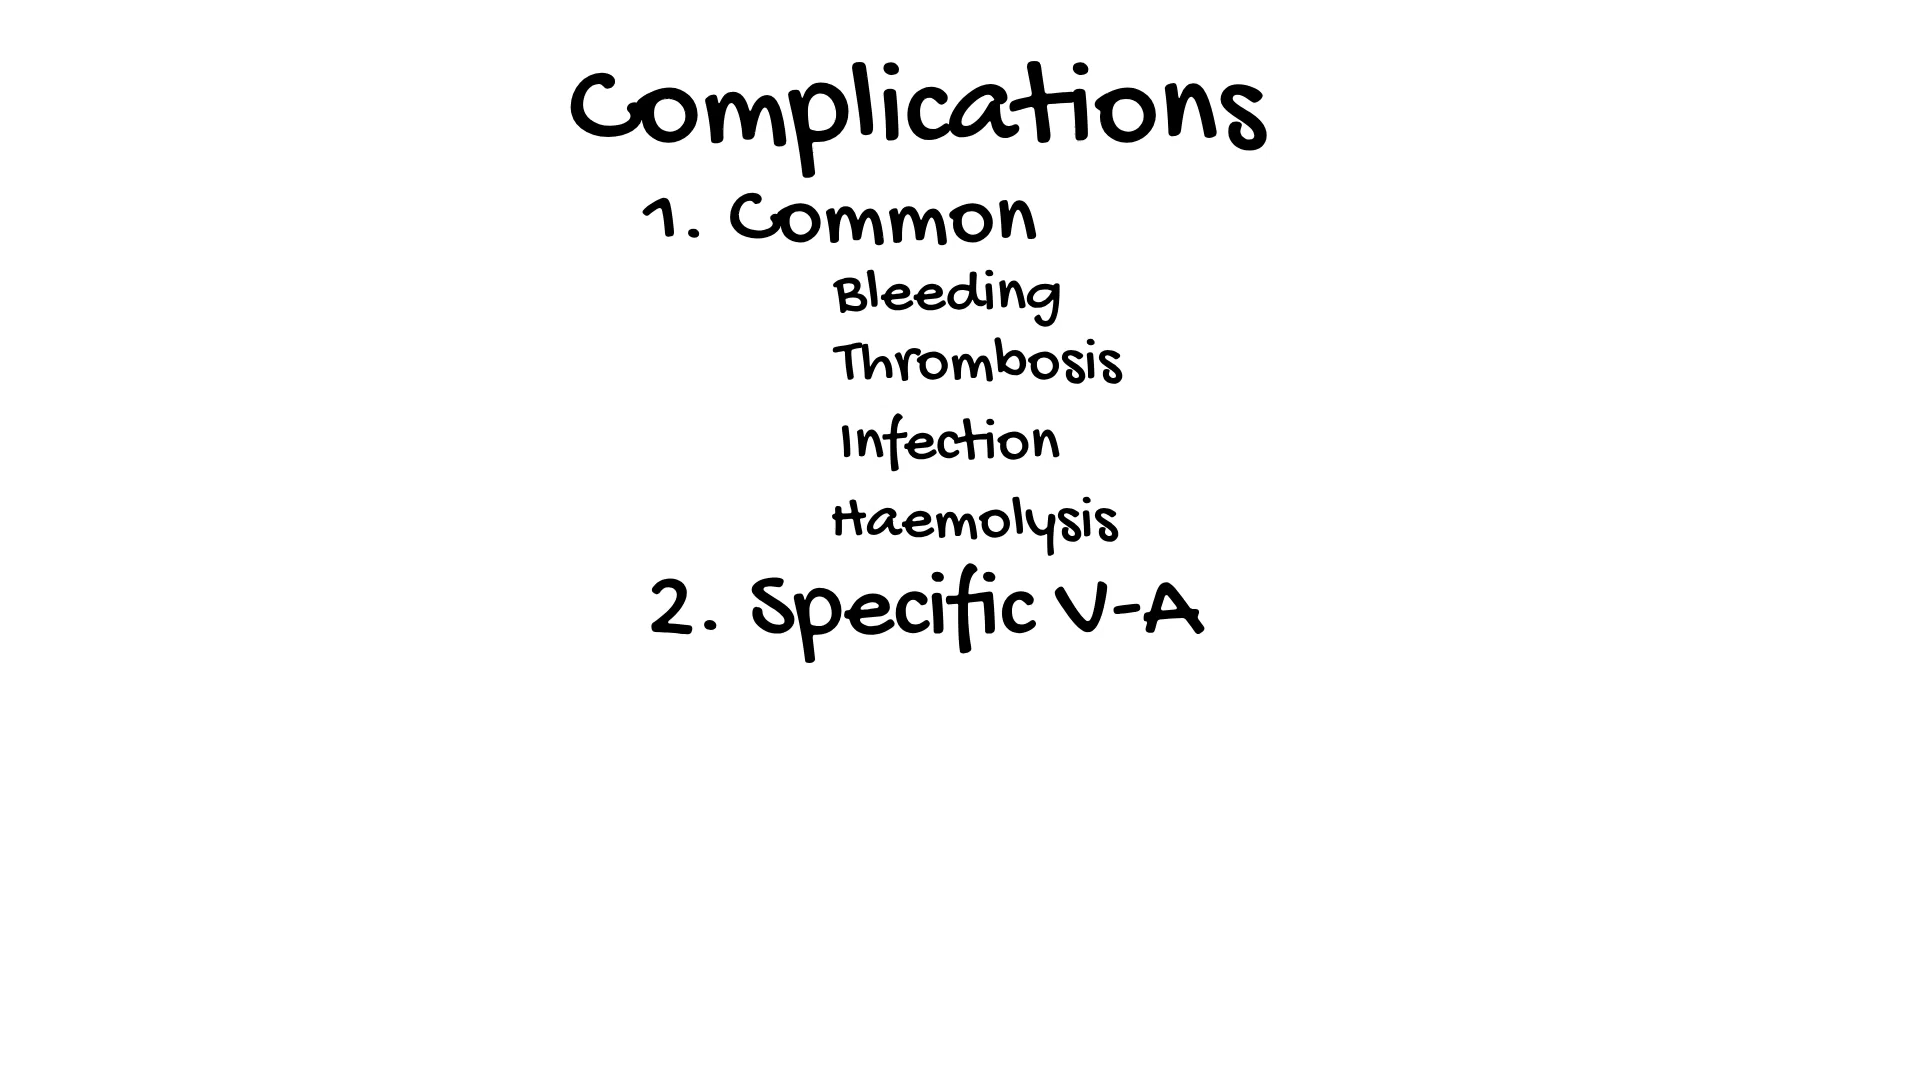 Complications
1. Common
Bleeding
Thrombosis
Infection
Haemolysis
2. Specific V-A